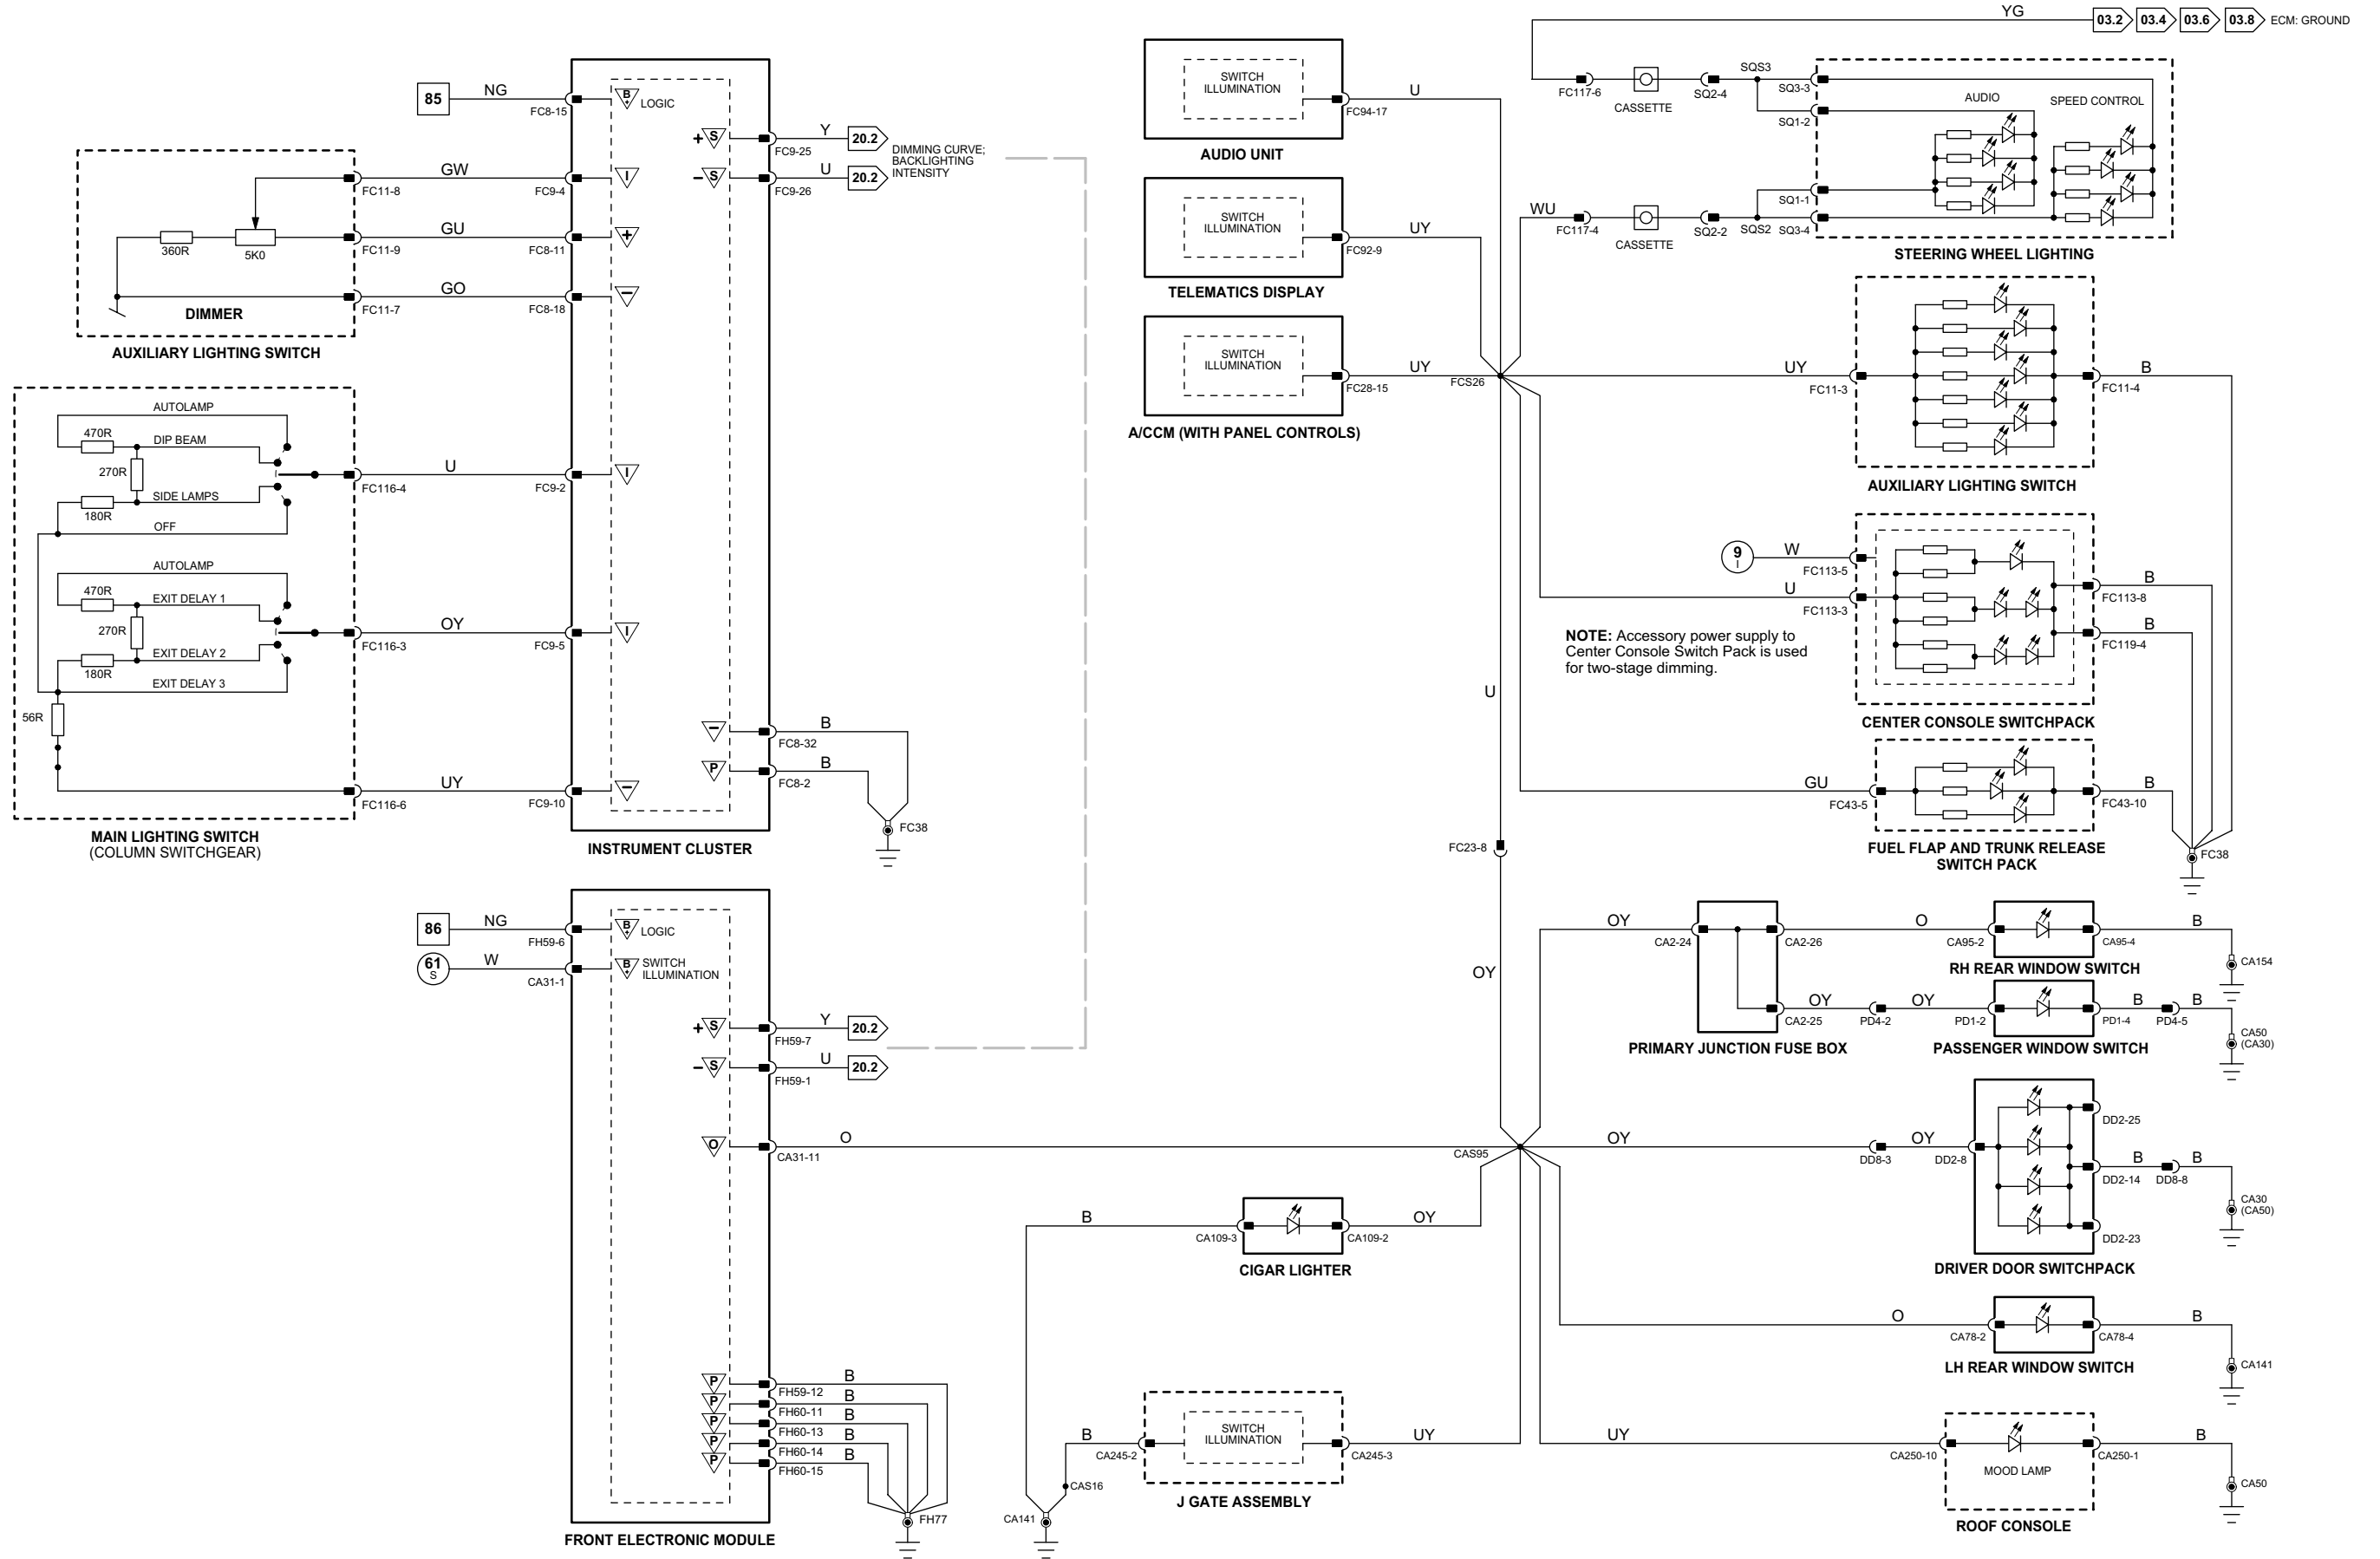 YG
03.2 03.4 03.6 03.8 ECM: GROUND
85
NG
FC8-15
B+ LOGIC
+ S
FC9-25
Y
20.2
DIMMING CURVE;
BACKLIGHTING
INTENSITY
- S
FC9-26
U
20.2
FC11-8
GW
FC9-4
I
360R
5K0
FC11-9
GU
FC8-11
+
DIMMER
FC11-7
GO
FC8-18
−
AUXILIARY LIGHTING SWITCH
AUTOLAMP
470R
DIP BEAM
270R
SIDE LAMPS
180R
OFF
FC116-4
U
FC9-2
I
AUTOLAMP
470R
EXIT DELAY 1
270R
EXIT DELAY 2
180R
EXIT DELAY 3
FC116-3
OY
FC9-5
I
56R
FC116-6
UY
FC9-10
−
MAIN LIGHTING SWITCH
(COLUMN SWITCHGEAR)
−
B
FC8-32
P
B
FC8-2
FC38
INSTRUMENT CLUSTER
86
NG
FH59-6
B+ LOGIC
61
S
W
CA31-1
B+ SWITCH
ILLUMINATION
+ S
FH59-7
Y
20.2
- S
FH59-1
U
20.2
O
CA31-11
O
P
FH59-12
B
P
FH60-11
B
P
FH60-13
B
P
FH60-14
B
P
FH60-15
B
FH77
FRONT ELECTRONIC MODULE
SWITCH
ILLUMINATION
FC94-17
U
AUDIO UNIT
SWITCH
ILLUMINATION
FC92-9
UY
TELEMATICS DISPLAY
SWITCH
ILLUMINATION
FC28-15
UY
FCS26
A/CCM (WITH PANEL CONTROLS)
FC117-6
CASSETTE
SQ2-4
SQS3
SQ3-3
SQ1-2
AUDIO
SPEED CONTROL
WU
FC117-4
CASSETTE
SQ2-2
SQS2
SQ1-1
SQ3-4
STEERING WHEEL LIGHTING
UY
FC11-3
FC11-4
B
AUXILIARY LIGHTING SWITCH
9
I
W
FC113-5
U
FC113-3
FC113-8
B
FC119-4
B
NOTE: Accessory power supply to
Center Console Switch Pack is used
for two-stage dimming.
CENTER CONSOLE SWITCHPACK
U
GU
FC43-5
FC43-10
B
FUEL FLAP AND TRUNK RELEASE
SWITCH PACK
FC38
FC23-8
OY
OY
CA2-24
CA2-26
O
CA95-2
CA95-4
B
CA154
RH REAR WINDOW SWITCH
CA2-25
OY
PD4-2
OY
PD1-2
PD1-4
B
PD4-5
B
CA50
(CA30)
PRIMARY JUNCTION FUSE BOX
PASSENGER WINDOW SWITCH
CAS95
OY
DD8-3
OY
DD2-8
DD2-25
DD2-14
B
DD8-8
B
DD2-23
CA30
(CA50)
DRIVER DOOR SWITCHPACK
B
CA109-3
CA109-2
OY
CIGAR LIGHTER
O
CA78-2
CA78-4
B
CA141
LH REAR WINDOW SWITCH
B
CA245-2
SWITCH
ILLUMINATION
CA245-3
UY
CAS16
J GATE ASSEMBLY
CA141
UY
CA250-10
MOOD LAMP
CA250-1
B
CA50
ROOF CONSOLE